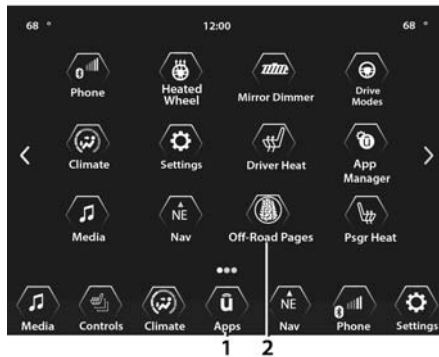 68 °
12:00
68 °
Phone
Heated
Wheel
Mirror Dimmer
Drive
Modes
Climate
Settings
Driver Heat
App
Manager
Media
NE
Nav
Off-Road Pages
Psgr Heat
Media
Controls
Climate
ū
Apps
NE
Nav
Phone
Settings
1
2